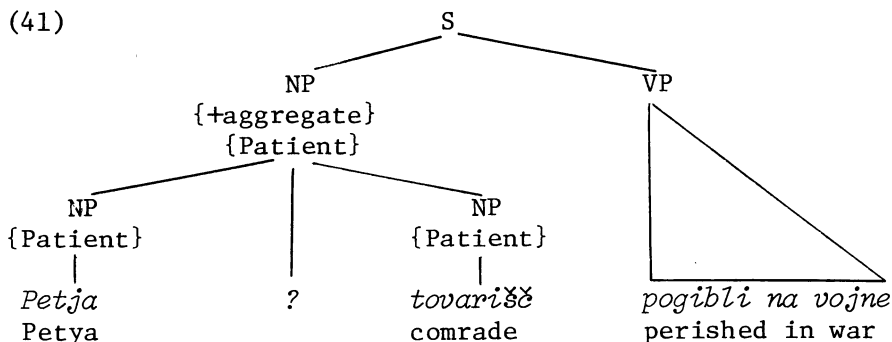 (41) S
NP VP
{+aggregate}
{Patient}
NP NP
{Patient} {Patient}
Petja ? tovarišč pogibli na vojne
Petya comrade perished in war